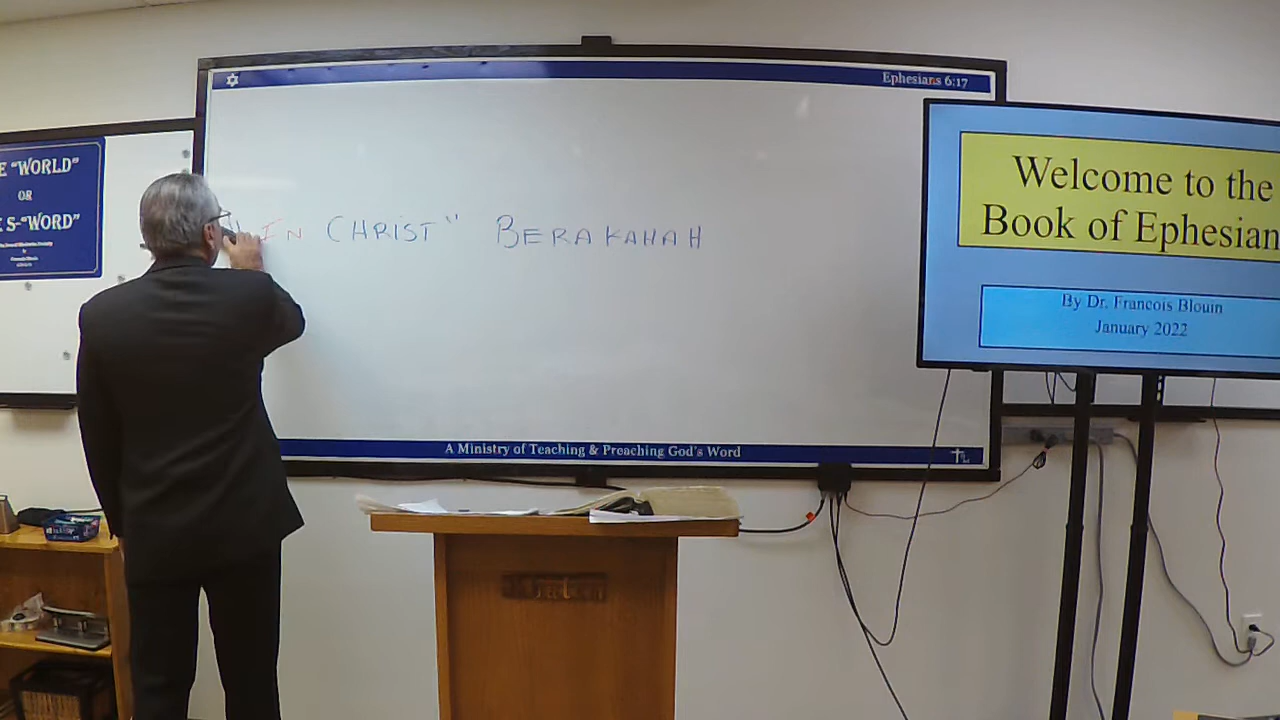 Ephesians 6:17
E "WORLD"
OR
E S-"WORD"
"IN CHRIST" BERAKAHAH
Welcome to the
Book of Ephesian
By Dr. Francois Blouin
January 2022
A Ministry of Teaching & Preaching God's Word